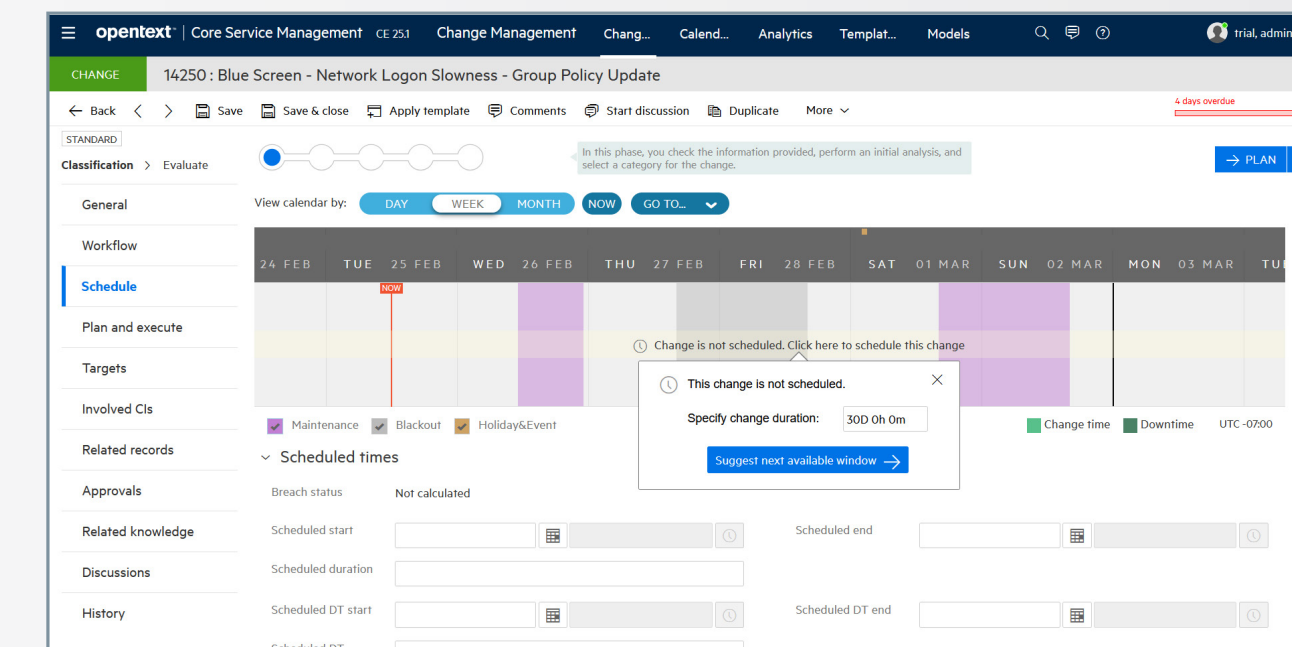 opentext™ | Core Service Management CE 25.1 Change Management Chang... Calend... Analytics Templat... Models trial, admin
CHANGE 14250 : Blue Screen - Network Logon Slowness - Group Policy Update
Back Save Save & close Apply template Comments Start discussion Duplicate More
4 days overdue
STANDARD
Classification > Evaluate
In this phase, you check the information provided, perform an initial analysis, and
select a category for the change.
→ PLAN
General
Workflow
Schedule
Plan and execute
Targets
Involved CIs
Related records
Approvals
Related knowledge
Discussions
History
View calendar by: DAY WEEK MONTH NOW GO TO...
24 FEB TUE 25 FEB WED 26 FEB THU 27 FEB FRI 28 FEB SAT 01 MAR SUN 02 MAR MON 03 MAR TU
NOW
Change is not scheduled. Click here to schedule this change
This change is not scheduled.
Specify change duration: 30D 0h 0m
Suggest next available window →
Maintenance Blackout Holiday&Event
Change time Downtime UTC -07:00
Scheduled times
Breach status Not calculated
Scheduled start Scheduled end
Scheduled duration
Scheduled DT start Scheduled DT end
Scheduled DT